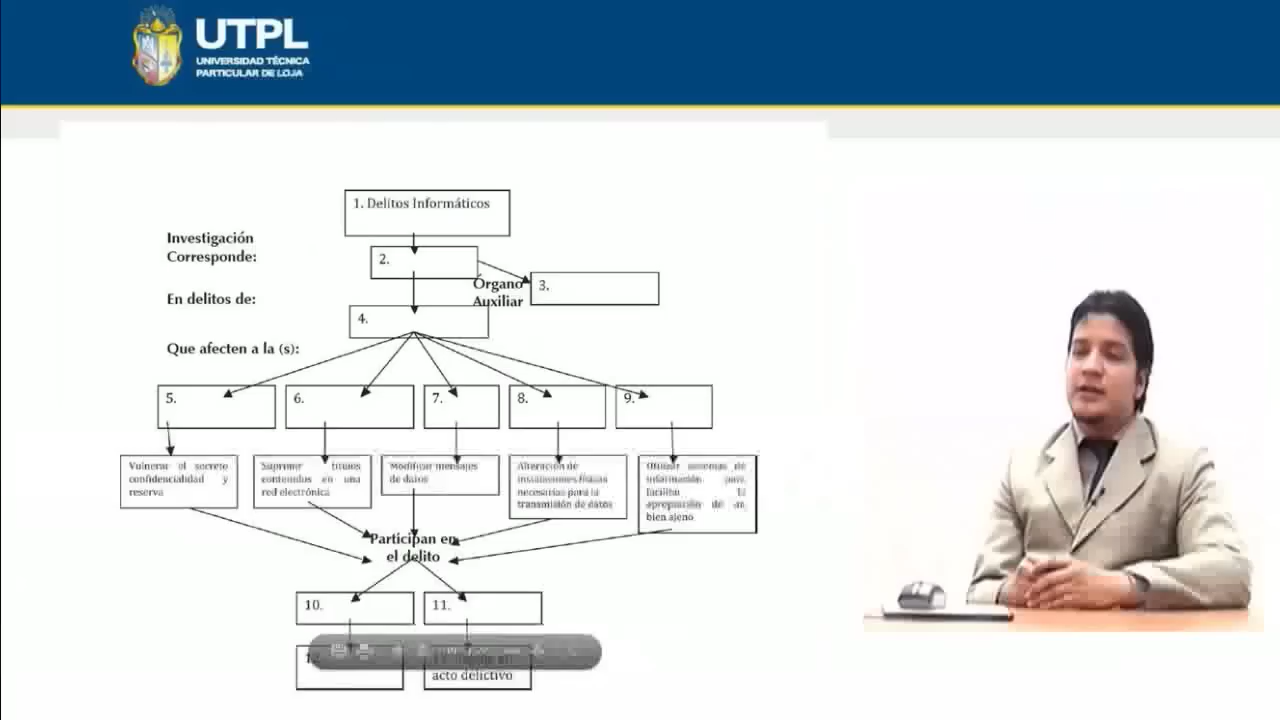 UTPL
UNIVERSIDAD TÉCNICA
PARTICULAR DE LOJA
1. Delitos Informáticos
Investigación
Corresponde:
2.
Órgano
Auxiliar
3.
En delitos de:
4.
Que afecten a la (s):
5.
6.
7.
8.
9.
Vulnerar el secreto
confidencialidad y
reserva
Suprimir títulos
contenidos en una
red electrónica
Modificar mensajes
de datos
Alteración de
instalaciones físicas
necesarias para la
transmisión de datos
Utilizar sistemas de
información para
facilitar la
apropiación de un
bien ajeno
Participan en
el delito
10.
11.
acto delictivo